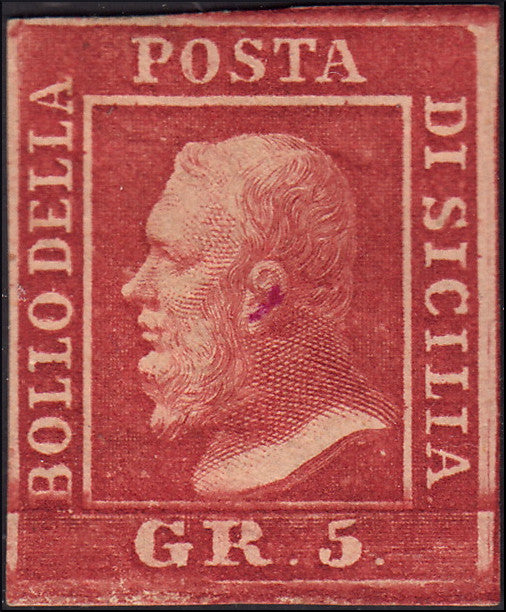 BOLLO DELLA
POSTA
DI SICILIA
GR. 5.